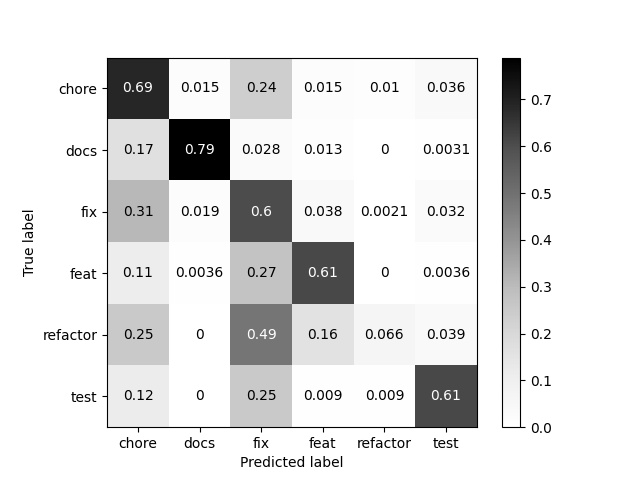 chore 0.69 0.015 0.24 0.015 0.01 0.036
docs 0.17 0.79 0.028 0.013 0 0.0031
fix 0.31 0.019 0.6 0.038 0.0021 0.032
feat 0.11 0.0036 0.27 0.61 0 0.0036
refactor 0.25 0 0.49 0.16 0.066 0.039
test 0.12 0 0.25 0.009 0.009 0.61
chore docs fix feat refactor test
Predicted label
True label
0.7
0.6
0.5
0.4
0.3
0.2
0.1
0.0